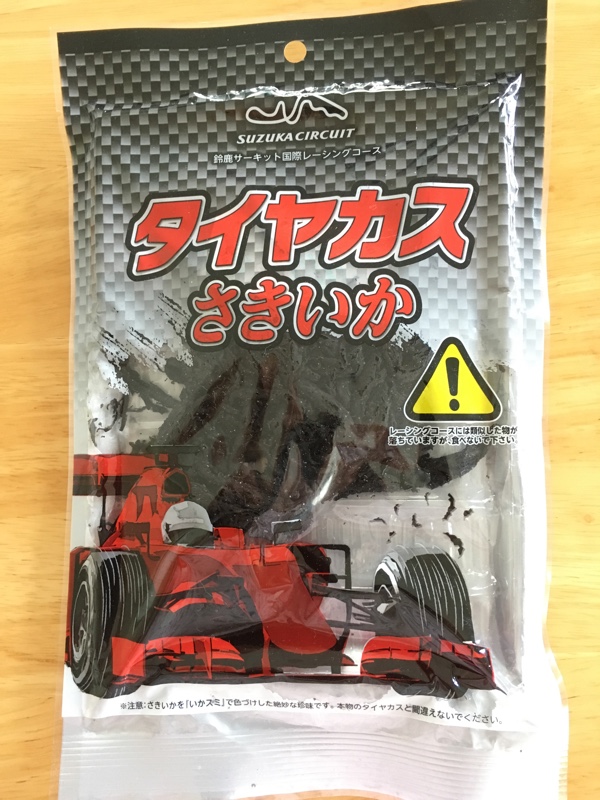 SUZUKA CIRCUIT
鈴鹿サーキット国際レーシングコース
タイヤカス
さきいか
レーシングコースには類似した物が
落ちていますが、食べないで下さい。
※注意:さきいかを「いかスミ」で色づけした絶妙な珍味です。本物のタイヤカスと間違えないでください。